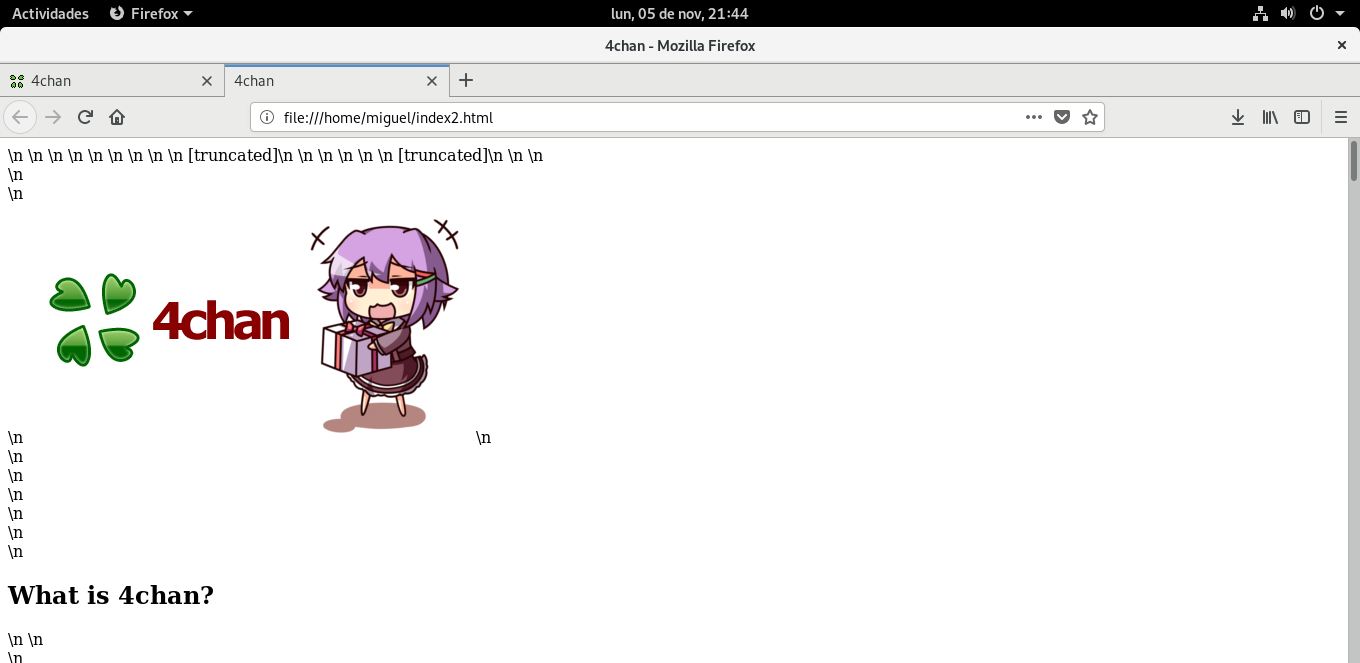 Actividades Firefox lun, 05 de nov, 21:44
4chan - Mozilla Firefox
4chan 4chan
file:///home/miguel/index2.html
\n \n \n \n \n \n \n \n \n [truncated]\n \n \n \n \n \n [truncated]\n \n \n
\n
\n
4chan
\n \n
\n
\n
\n
\n
\n
\n
What is 4chan?
\n \n
\n